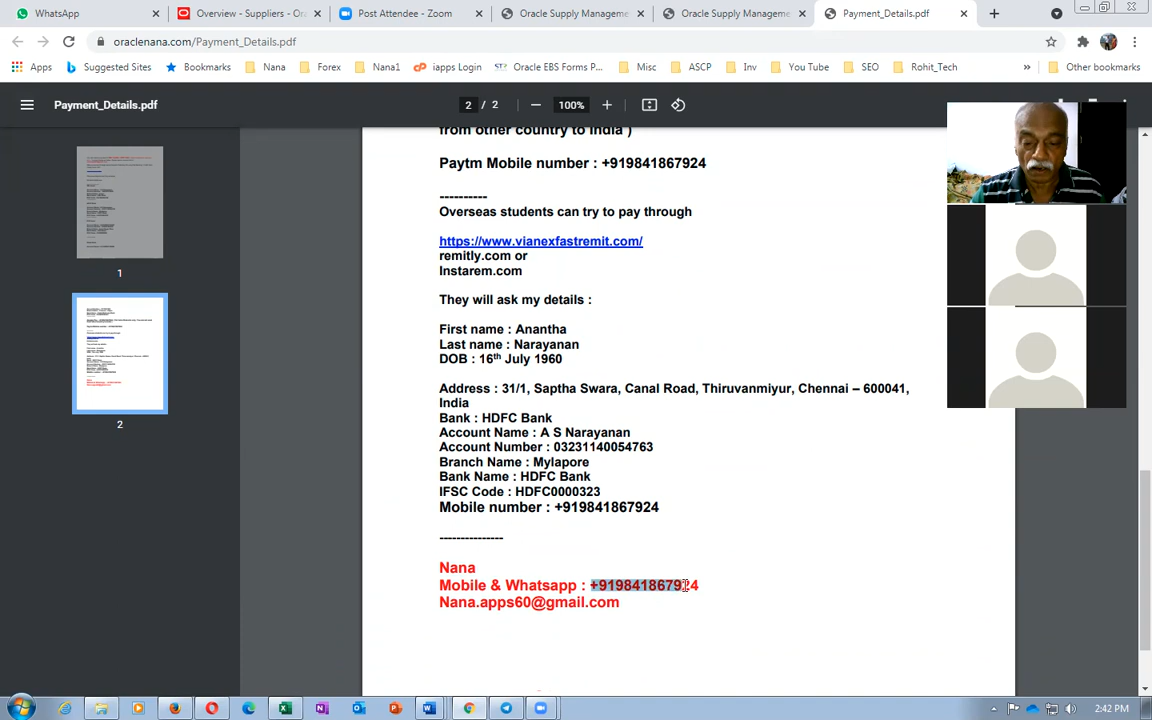 WhatsApp
Overview - Suppliers - Ora
Post Attendee - Zoom
Oracle Supply Manageme
Oracle Supply Manageme
Payment_Details.pdf
oraclenana.com/Payment_Details.pdf
Apps
Suggested Sites
Bookmarks
Nana
Forex
Nana1
iapps Login
Oracle EBS Forms P...
Misc
ASCP
Inv
You Tube
SEO
Rohit_Tech
»
Other bookmarks
Payment_Details.pdf
2 / 2
100%
from other country to India )
Paytm Mobile number : +919841867924
----------
Overseas students can try to pay through
https://www.vianexfastremit.com/
remitly.com or
Instarem.com
They will ask my details :
First name : Anantha
Last name : Narayanan
DOB : 16th July 1960
Address : 31/1, Saptha Swara, Canal Road, Thiruvanmiyur, Chennai – 600041,
India
Bank : HDFC Bank
Account Name : A S Narayanan
Account Number : 03231140054763
Branch Name : Mylapore
Bank Name : HDFC Bank
IFSC Code : HDFC0000323
Mobile number : +919841867924
---------------
Nana
Mobile & Whatsapp : +919841867924
Nana.apps60@gmail.com
1
2
2:42 PM